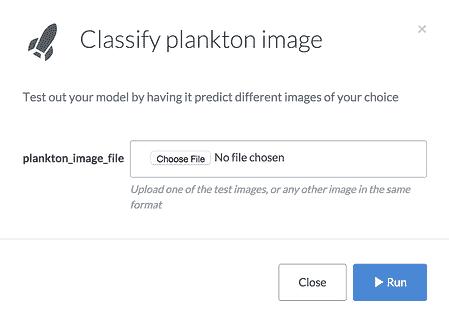 Classify plankton image
×
Test out your model by having it predict different images of your choice
plankton_image_file
Choose File No file chosen
Upload one of the test images, or any other image in the same
format
Close
Run